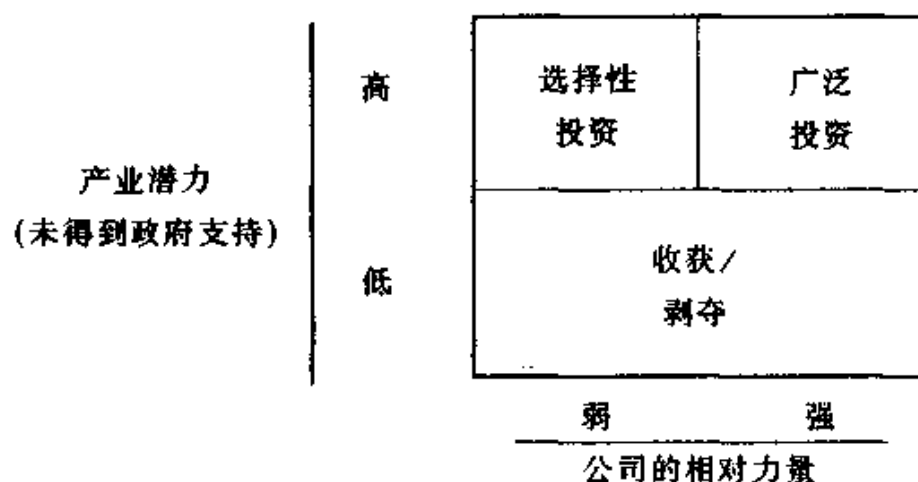 高
选择性
投资
广泛
投资
产业潜力
(未得到政府支持)
低
收获/
剥夺
弱
强
公司的相对力量